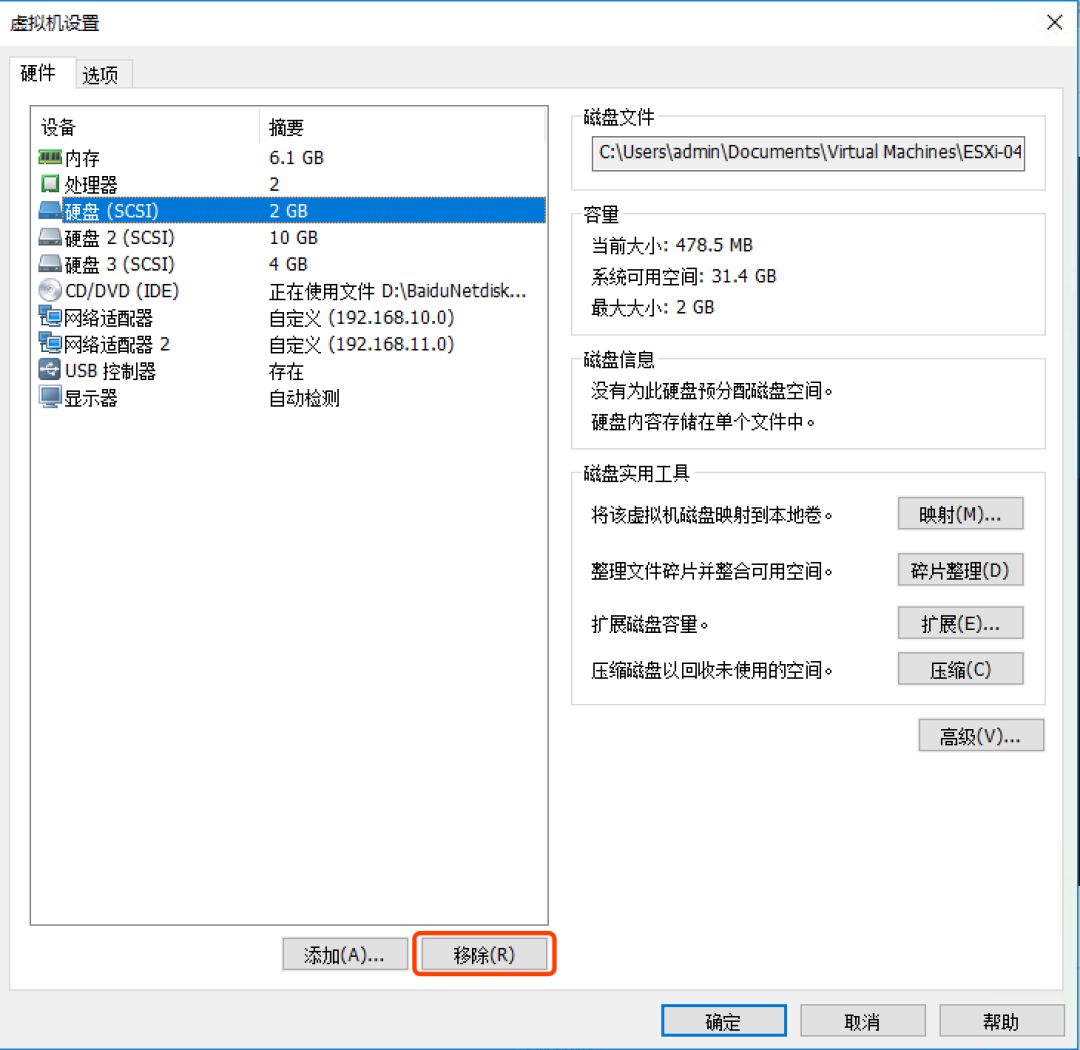 虚拟机设置
硬件 选项
设备 摘要
内存 6.1 GB
处理器 2
硬盘 (SCSI) 2 GB
硬盘 2 (SCSI) 10 GB
硬盘 3 (SCSI) 4 GB
CD/DVD (IDE) 正在使用文件 D:\BaiduNetdisk...
网络适配器 自定义 (192.168.10.0)
网络适配器 2 自定义 (192.168.11.0)
USB 控制器 存在
显示器 自动检测
添加(A)... 移除(R)
磁盘文件
C:\Users\admin\Documents\Virtual Machines\ESXi-04
容量
当前大小: 478.5 MB
系统可用空间: 31.4 GB
最大大小: 2 GB
磁盘信息
没有为此硬盘预分配磁盘空间。
硬盘内容存储在单个文件中。
磁盘实用工具
将该虚拟机磁盘映射到本地卷。 映射(M)...
整理文件碎片并整合可用空间。 碎片整理(D)
扩展磁盘容量。 扩展(E)...
压缩磁盘以回收未使用的空间。 压缩(C)
高级(V)...
确定 取消 帮助